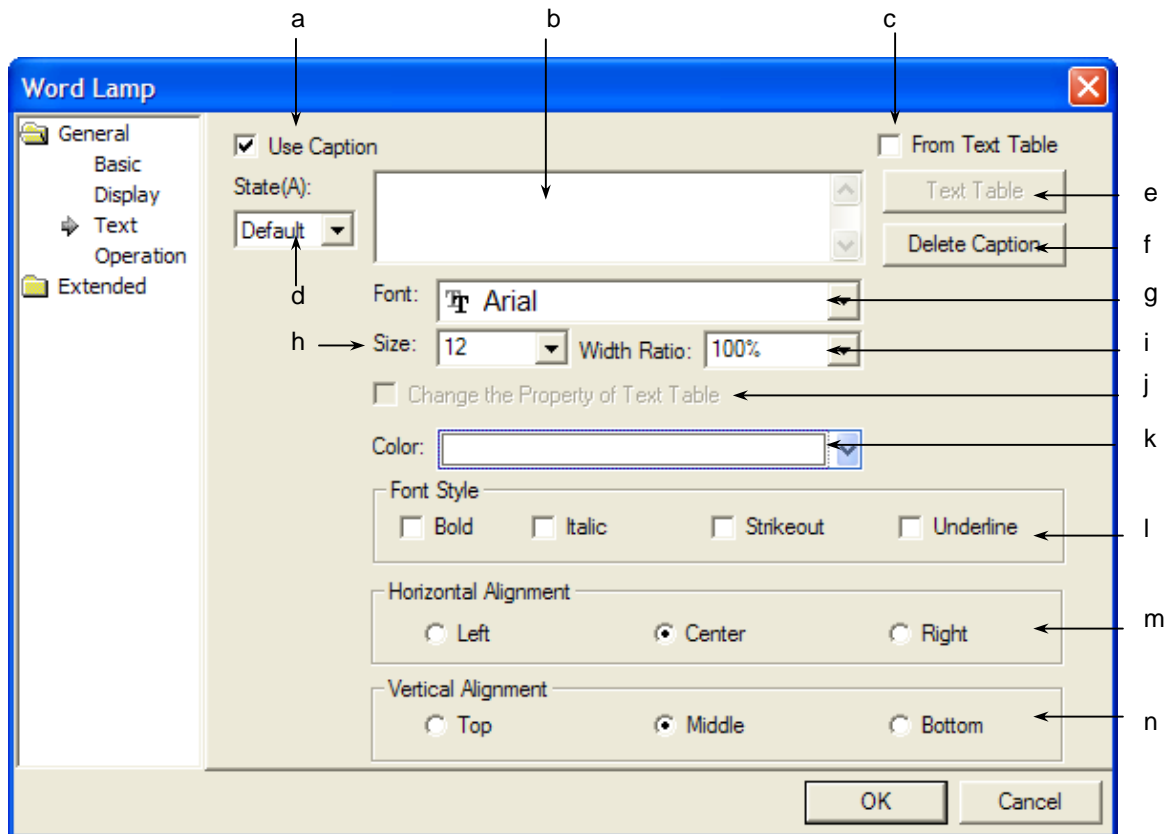 a b c
Word Lamp
General
Basic
Display
Text
Operation
Extended
Use Caption
From Text Table
State(A):
Default
Text Table
e
Delete Caption
f
d
Font: Arial
g
h
Size: 12 Width Ratio: 100%
i
Change the Property of Text Table
j
Color:
k
Font Style
Bold Italic Strikeout Underline
l
Horizontal Alignment
Left Center Right
m
Vertical Alignment
Top Middle Bottom
n
OK Cancel